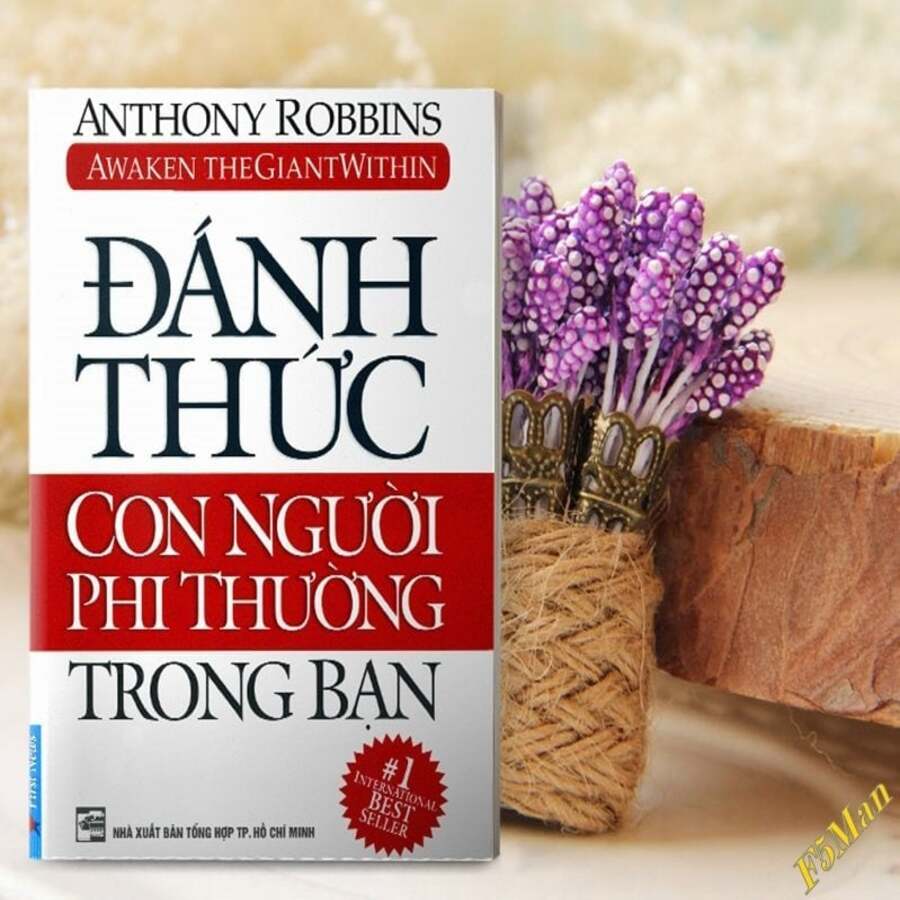 ANTHONY ROBBINS
AWAKEN THEGIANTWITHIN
ĐÁNH
THỨC
CON NGƯỜI
PHI THƯỜNG
TRONG BẠN
First News
#1
INTERNATIONAL
BEST
SELLER
NHÀ XUẤT BẢN TỔNG HỢP TP. HỒ CHÍ MINH
F5Man